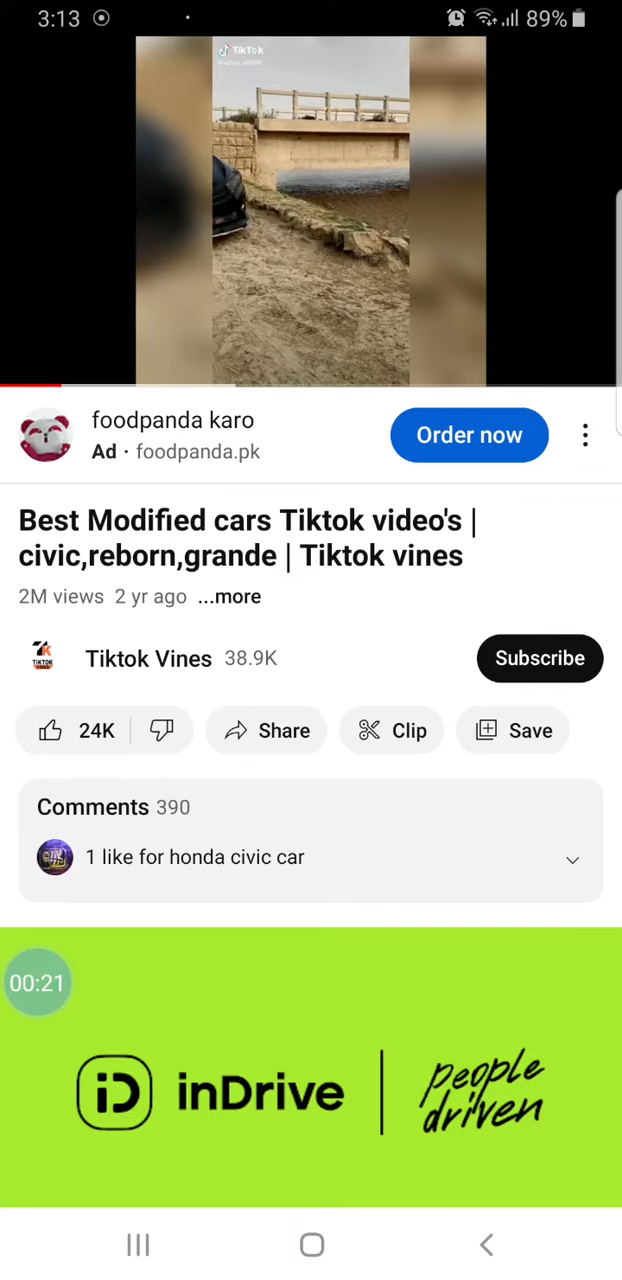 3:13
89%
TikTok
foodpanda karo
Ad · foodpanda.pk
Order now
Best Modified cars Tiktok video's |
civic,reborn,grande | Tiktok vines
2M views 2 yr ago ...more
TIKTOK
Tiktok Vines 38.9K
Subscribe
24K
Share
Clip
Save
Comments 390
1 like for honda civic car
00:21
iD
inDrive
people
driven